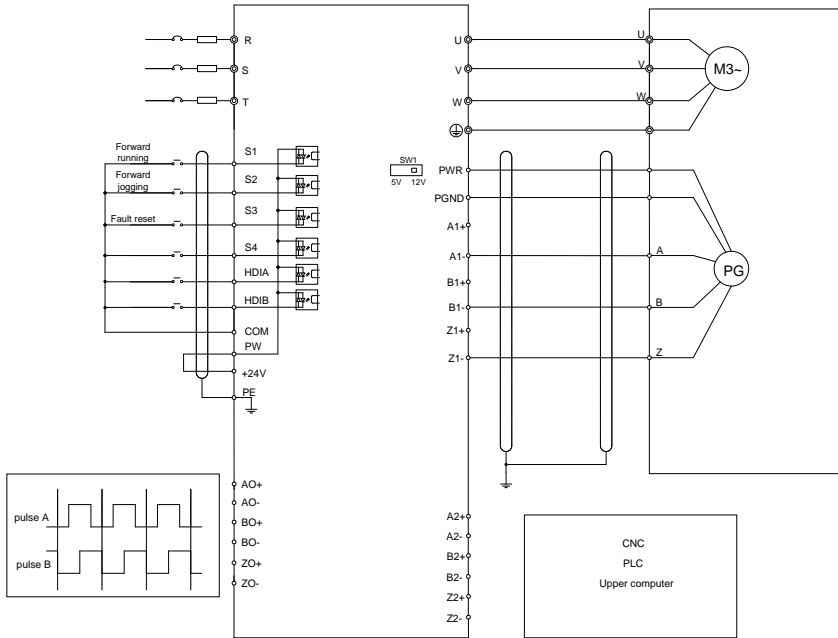 R
S
T
Forward running
Forward jogging
Fault reset
S1
S2
S3
S4
HDIA
HDIB
COM
PW
+24V
PE
AO+
AO-
BO+
BO-
ZO+
ZO-
pulse A
pulse B
U
V
W
SW1
5V 12V
PWR
PGND
A1+
A1-
B1+
B1-
Z1+
Z1-
A2+
A2-
B2+
B2-
Z2+
Z2-
U
V
W
M3~
A
B
Z
PG
CNC
PLC
Upper computer